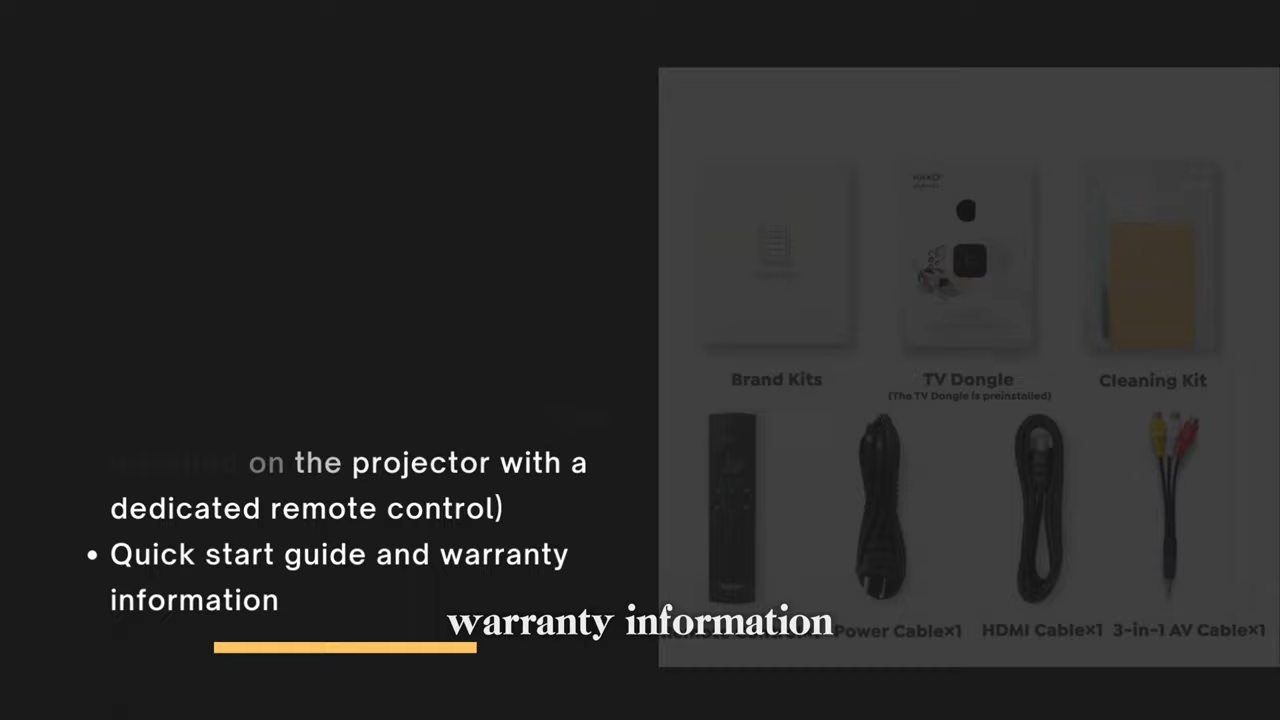 on the projector with a
dedicated remote control)
• Quick start guide and warranty
information
warranty information
Brand Kits
TV Dongle
(The TV Dongle is preinstalled)
Cleaning Kit
Power Cable×1
HDMI Cable×1
3-in-1 AV Cable×1